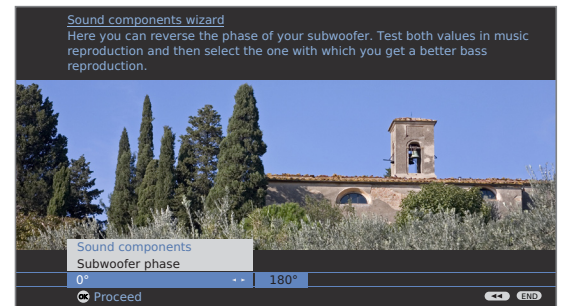 Sound components wizard
Here you can reverse the phase of your subwoofer. Test both values in music
reproduction and then select the one with which you get a better bass
reproduction.
Sound components
Subwoofer phase
0° 180°
OK Proceed END